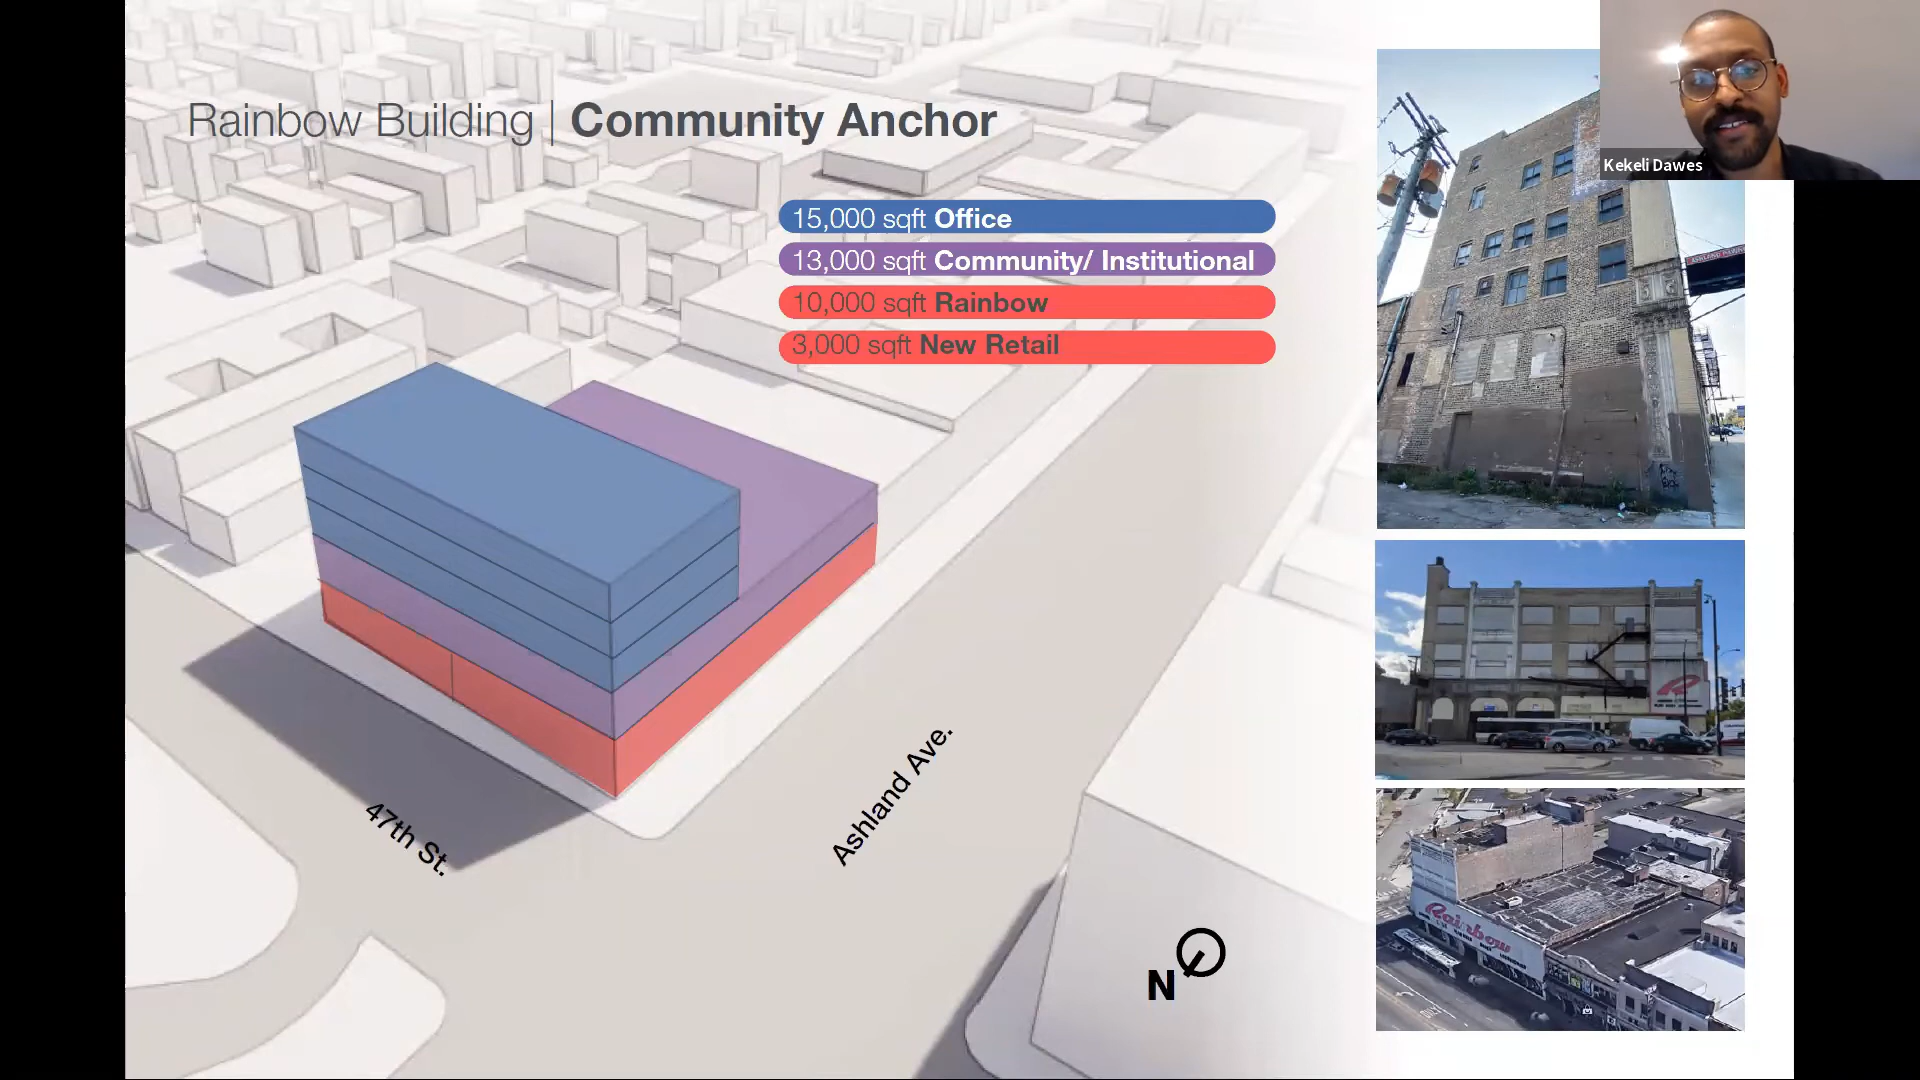 Rainbow Building | Community Anchor
15,000 sqft Office
13,000 sqft Community/ Institutional
10,000 sqft Rainbow
3,000 sqft New Retail
47th St.
Ashland Ave.
N
Kekeli Dawes
Rainbow